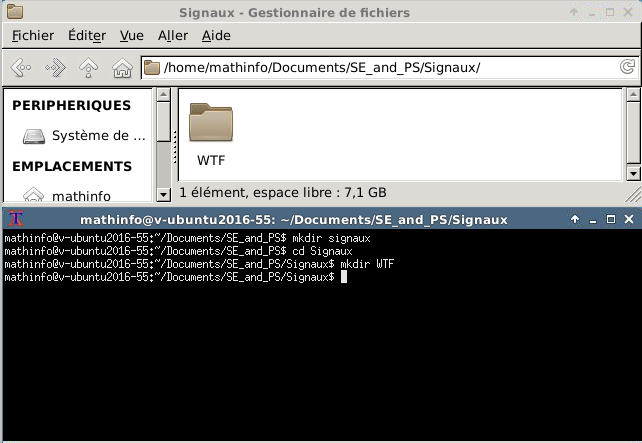 Signaux - Gestionnaire de fichiers
Fichier Éditer Vue Aller Aide
/home/mathinfo/Documents/SE_and_PS/Signaux/
PERIPHERIQUES
Système de ...
EMPLACEMENTS
mathinfo
WTF
1 élément, espace libre : 7,1 GB
mathinfo@v-ubuntu2016-55: ~/Documents/SE_and_PS/Signaux
mathinfo@v-ubuntu2016-55:~/Documents/SE_and_PS$ mkdir signaux
mathinfo@v-ubuntu2016-55:~/Documents/SE_and_PS$ cd Signaux
mathinfo@v-ubuntu2016-55:~/Documents/SE_and_PS/Signaux$ mkdir WTF
mathinfo@v-ubuntu2016-55:~/Documents/SE_and_PS/Signaux$